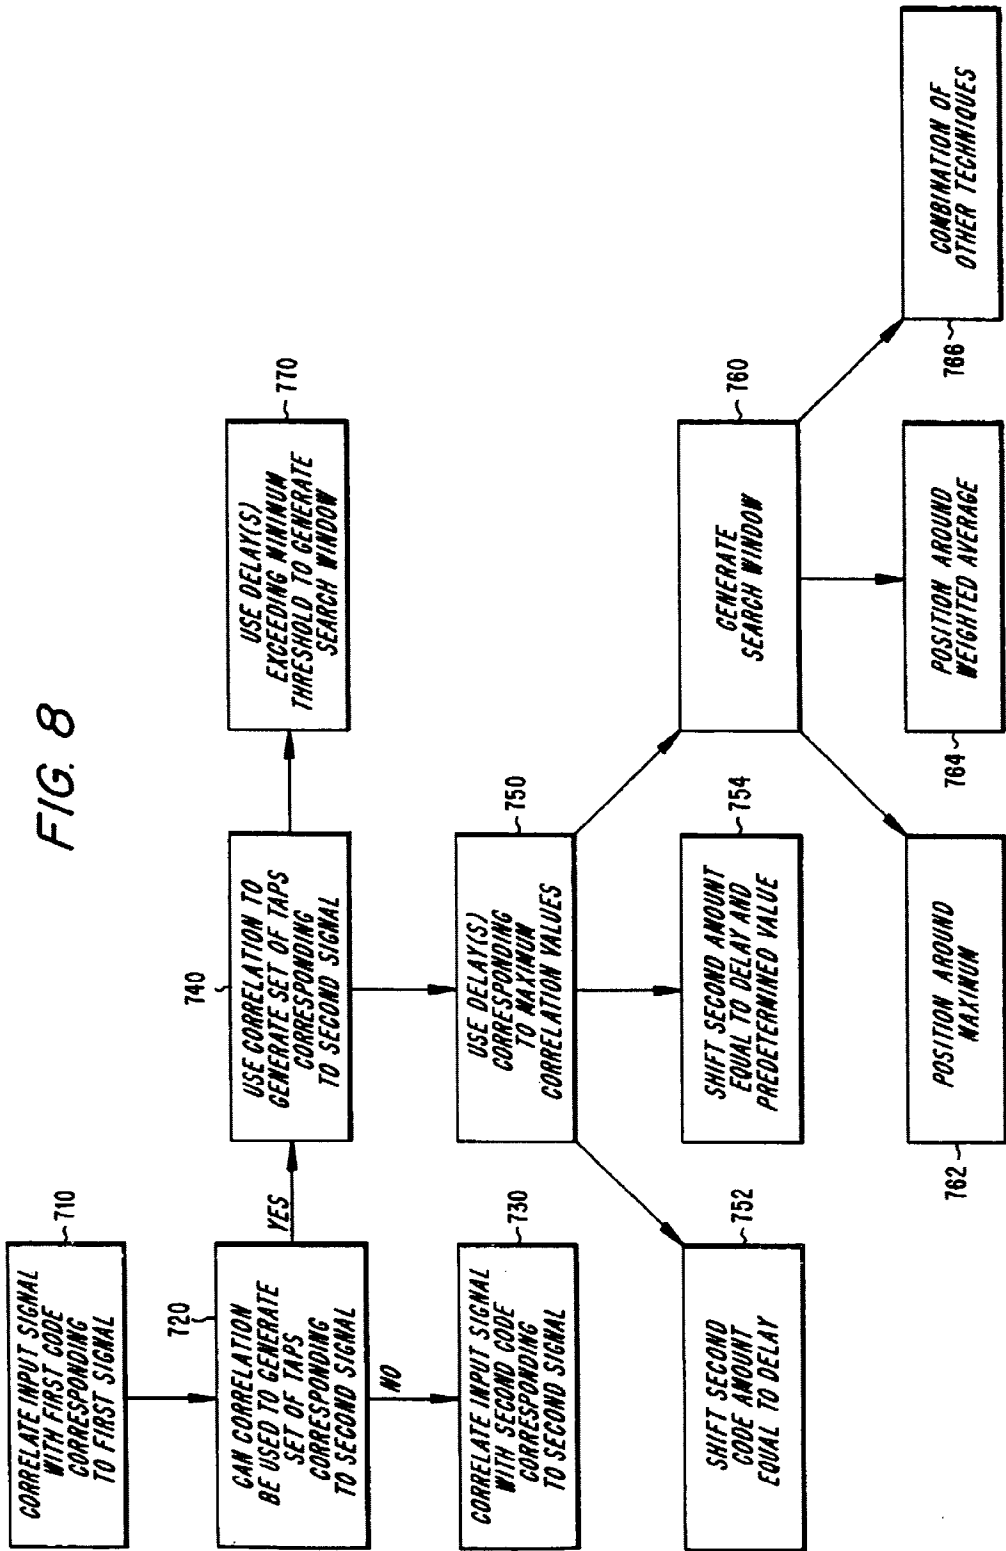 FIG. 8
710
CORRELATE INPUT SIGNAL
WITH FIRST CODE
CORRESPONDING
TO FIRST SIGNAL
720
CAN CORRELATION
BE USED TO GENERATE
SET OF TAPS
CORRESPONDING
TO SECOND SIGNAL
YES
NO
730
CORRELATE INPUT SIGNAL
WITH SECOND CODE
CORRESPONDING
TO SECOND SIGNAL
740
USE CORRELATION TO
GENERATE SET OF TAPS
CORRESPONDING
TO SECOND SIGNAL
770
USE DELAY(S)
EXCEEDING MINIMUM
THRESHOLD TO GENERATE
SEARCH WINDOW
750
USE DELAY(S)
CORRESPONDING
TO MAXIMUM
CORRELATION VALUES
752
SHIFT SECOND
CODE AMOUNT
EQUAL TO DELAY
754
SHIFT SECOND AMOUNT
EQUAL TO DELAY AND
PREDETERMINED VALUE
760
GENERATE
SEARCH WINDOW
762
POSITION AROUND
MAXIMUM
764
POSITION AROUND
WEIGHTED AVERAGE
766
COMBINATION OF
OTHER TECHNIQUES